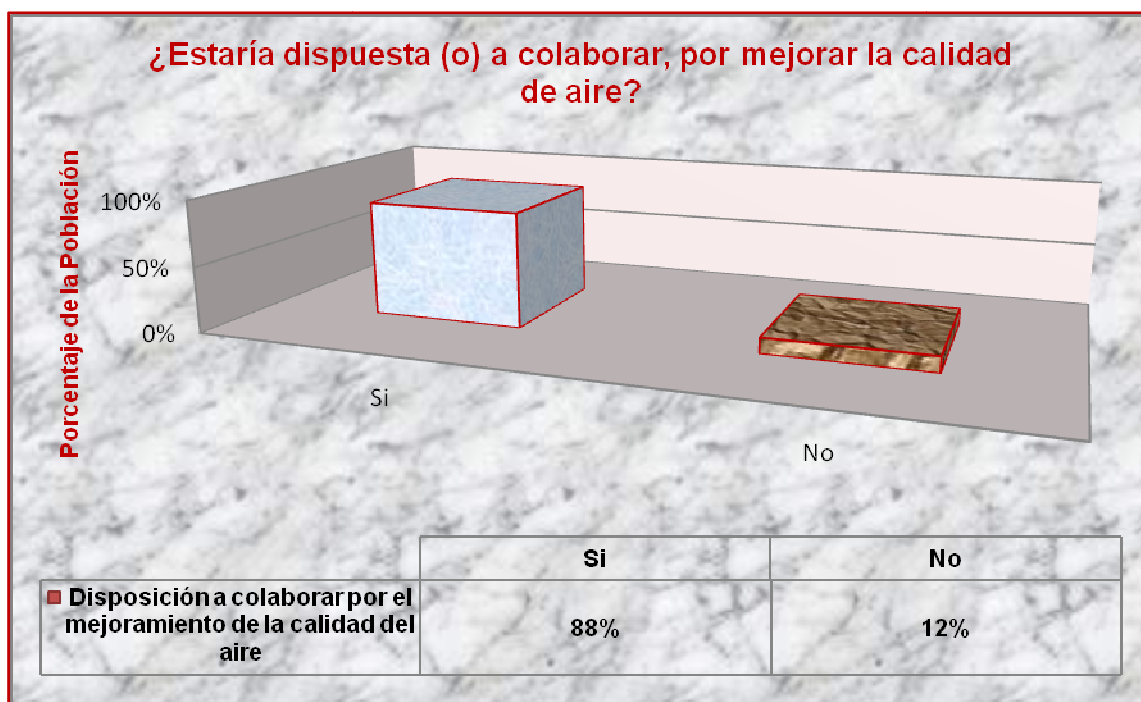 ¿Estaría dispuesta (o) a colaborar, por mejorar la calidad
de aire?
Porcentaje de la Población
100%
50%
0%
Si
No
Si No
Disposición a colaborar por el
mejoramiento de la calidad del
aire
88% 12%